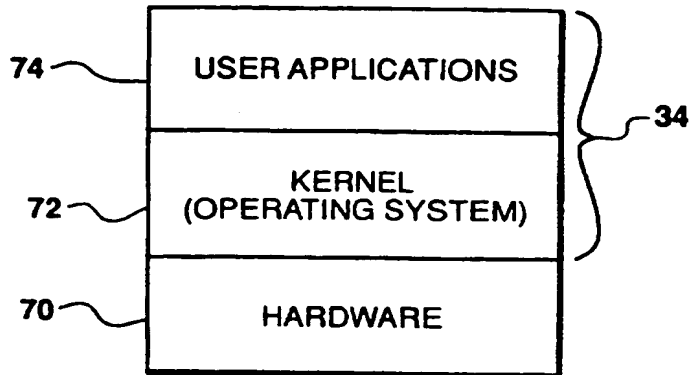 74
USER APPLICATIONS
34
72
KERNEL
(OPERATING SYSTEM)
70
HARDWARE